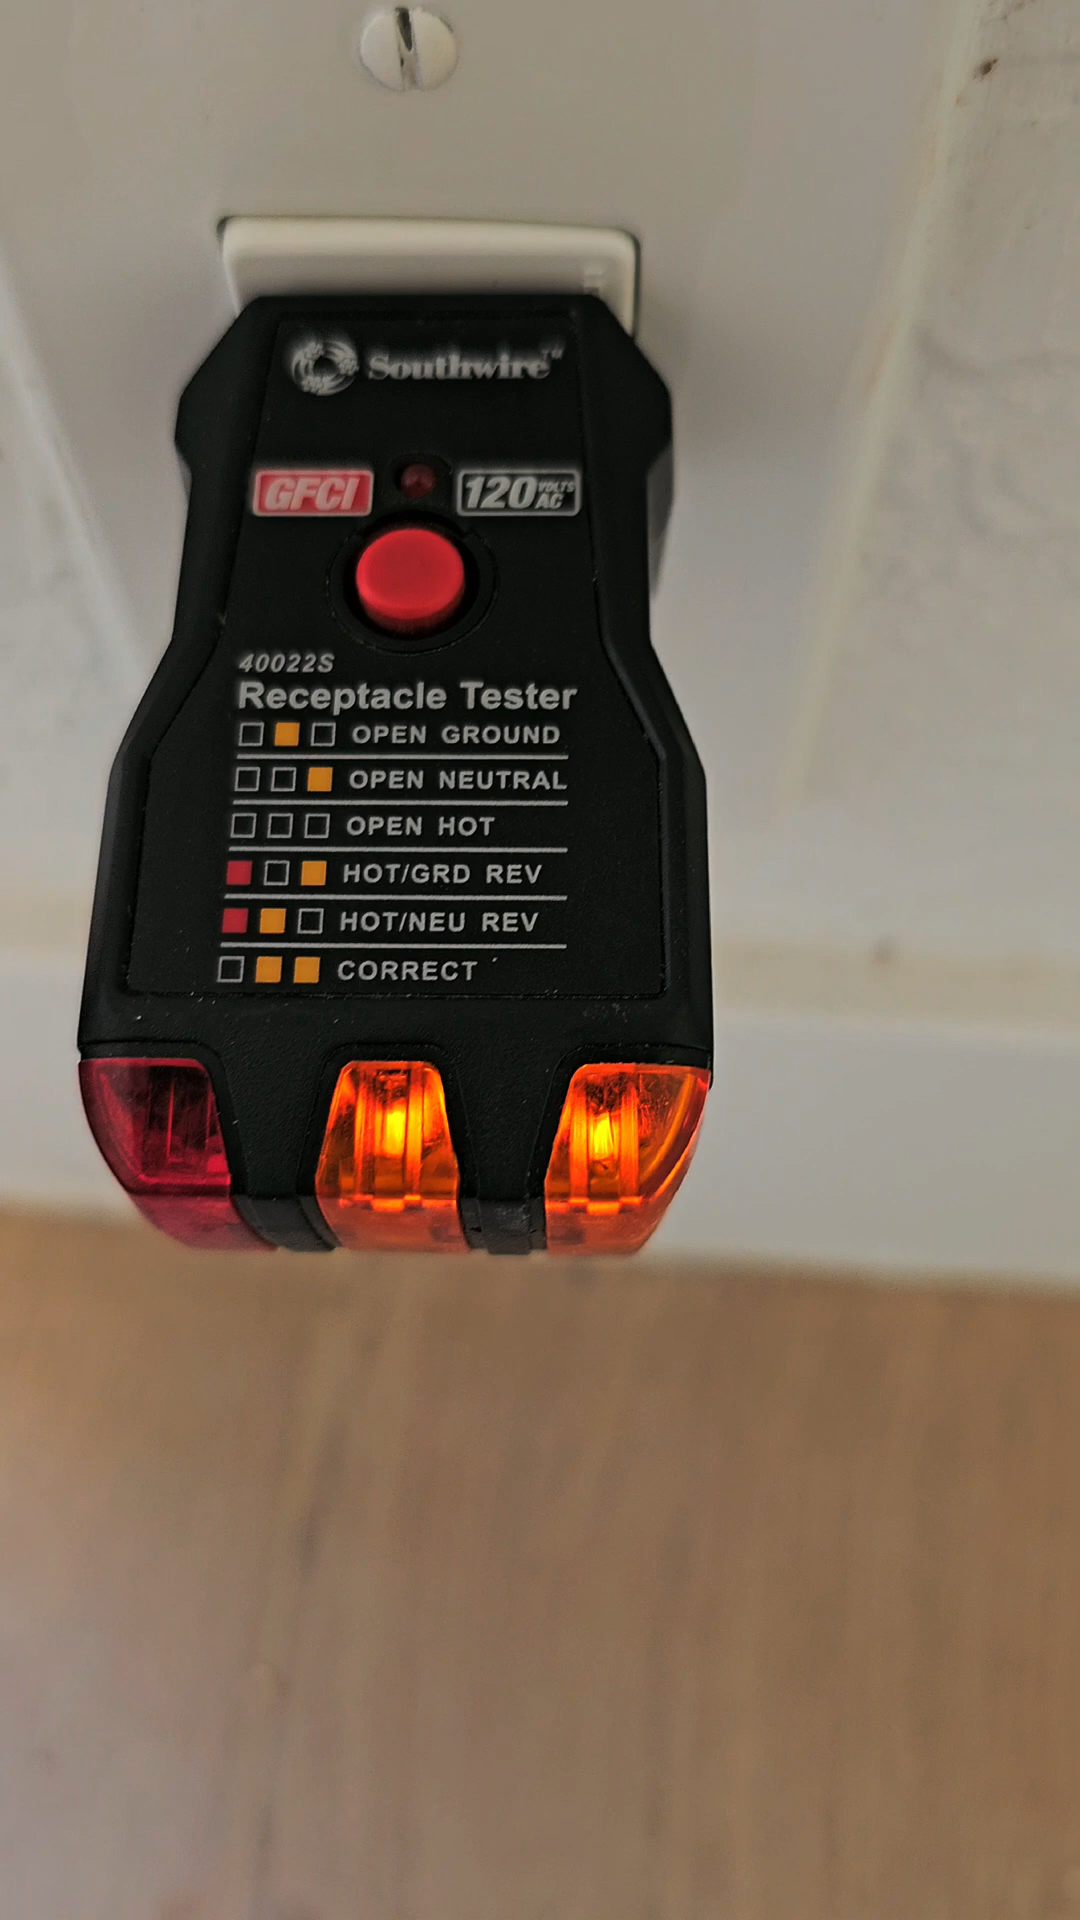 Southwire™
GFCI 120 VOLTS AC
40022S
Receptacle Tester
OPEN GROUND
OPEN NEUTRAL
OPEN HOT
HOT/GRD REV
HOT/NEU REV
CORRECT